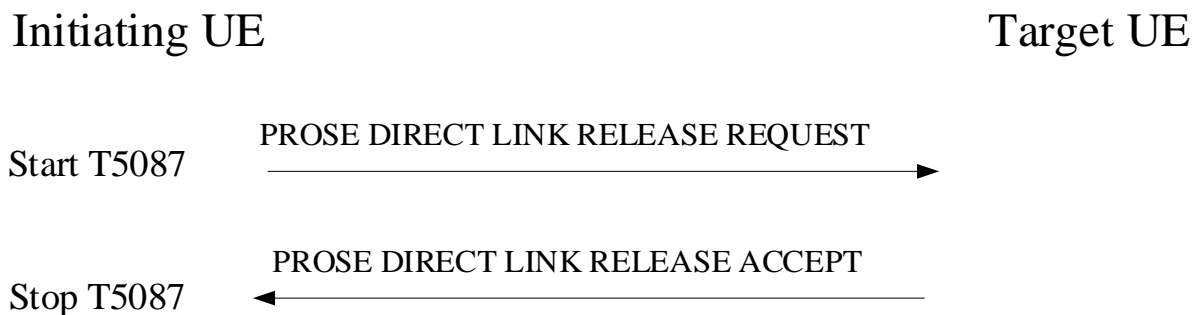 Initiating UE Target UE
PROSE DIRECT LINK RELEASE REQUEST
Start T5087
PROSE DIRECT LINK RELEASE ACCEPT
Stop T5087